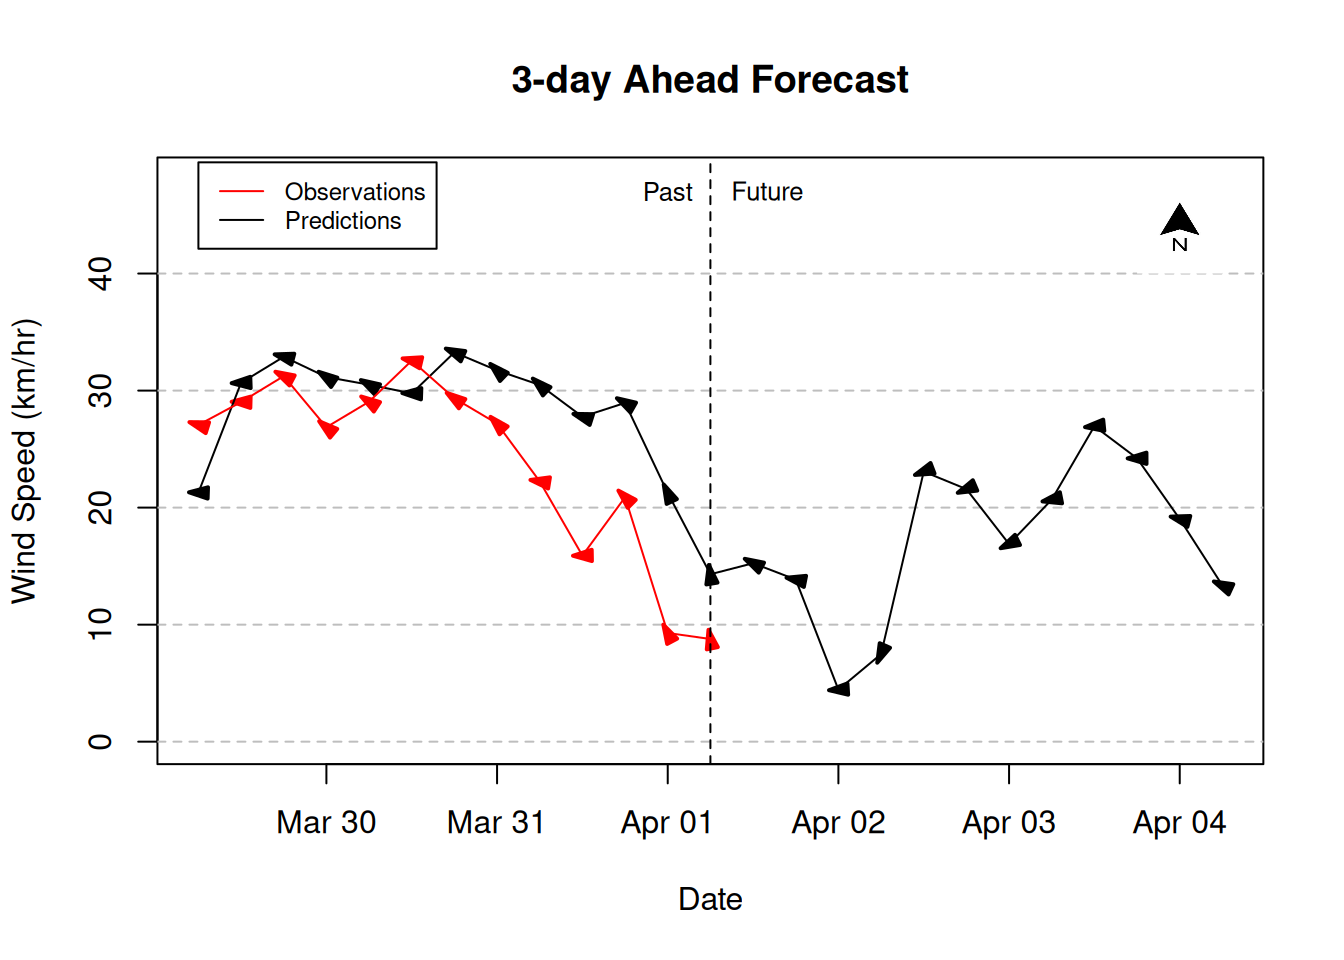 3-day Ahead Forecast
Observations
Predictions
Past
Future
N
Wind Speed (km/hr)
40
30
20
10
0
Mar 30
Mar 31
Apr 01
Apr 02
Apr 03
Apr 04
Date